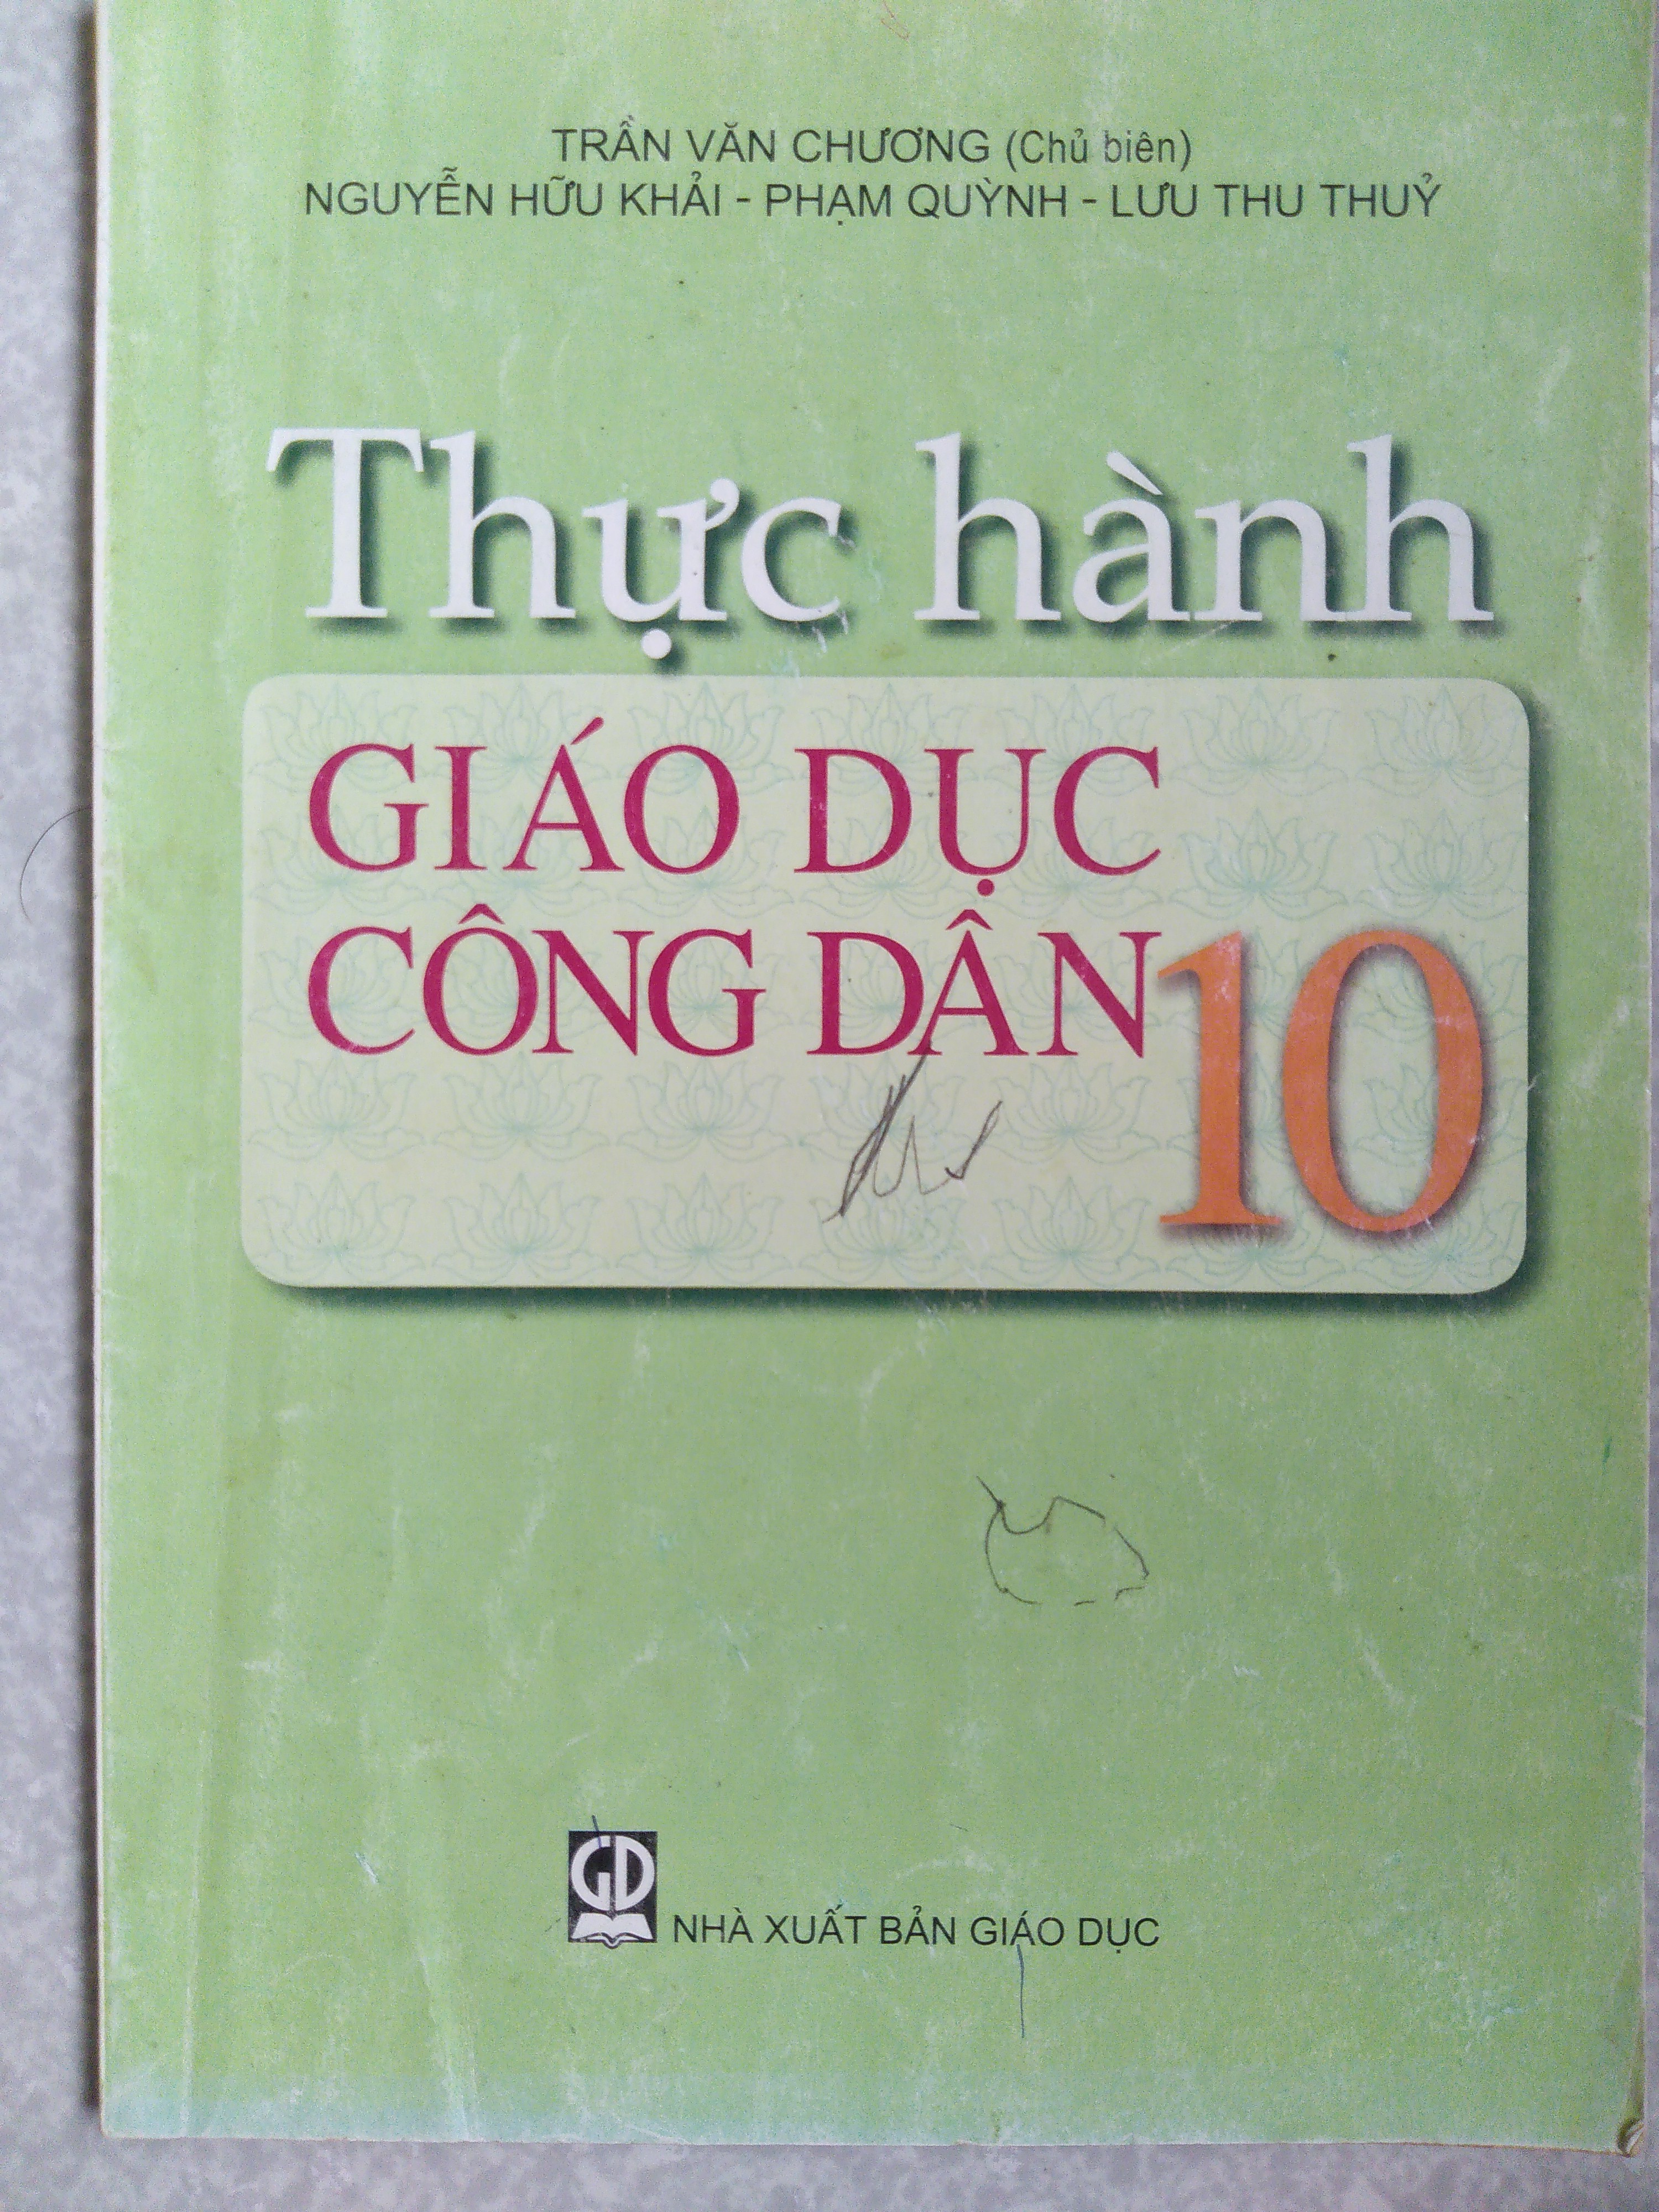 TRẦN VĂN CHƯƠNG (Chủ biên)
NGUYỄN HỮU KHẢI - PHẠM QUỲNH - LƯU THU THUỶ
Thực hành
GIÁO DỤC
CÔNG DÂN 10
GD
NHÀ XUẤT BẢN GIÁO DỤC